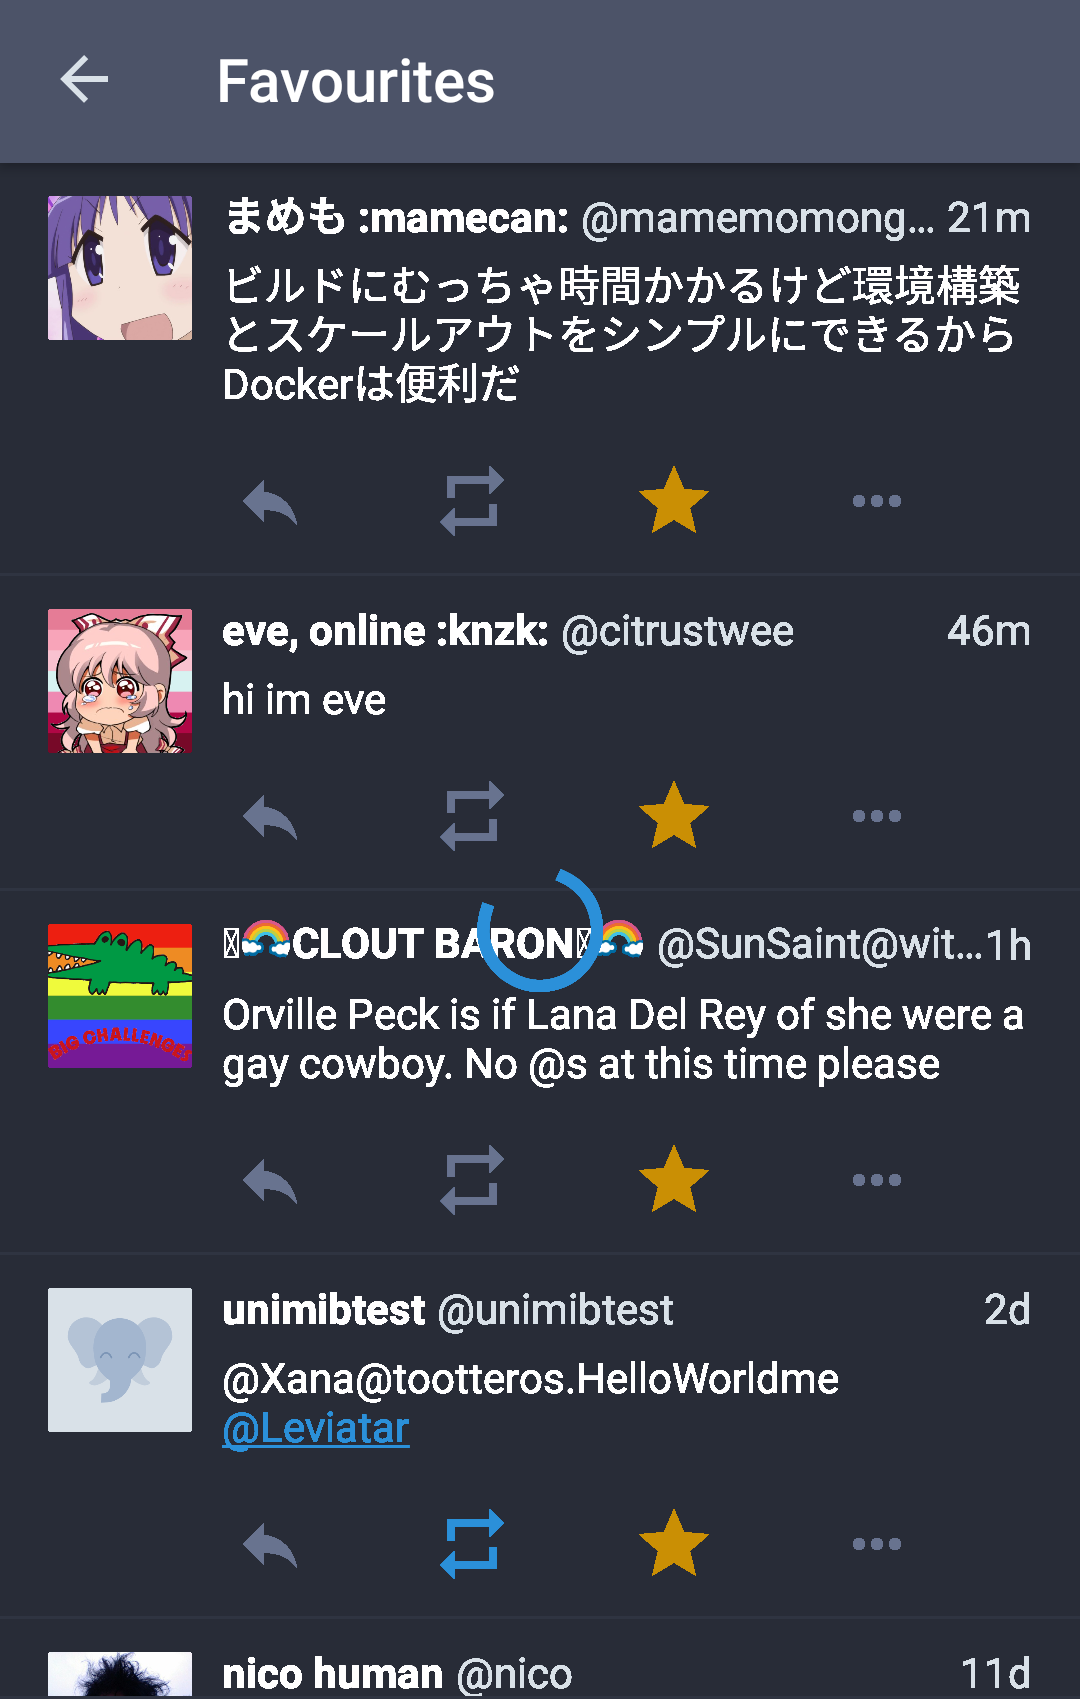 Favourites
まめも :mamecan: @mamemomong... 21m
ビルドにむっちゃ時間かかるけど環境構築
とスケールアウトをシンプルにできるから
Dockerは便利だ
eve, online :knzk: @citrustwee 46m
hi im eve
🌈CLOUT BARON🌈 @SunSaint@wit... 1h
BIG CHALLENGES
Orville Peck is if Lana Del Rey of she were a
gay cowboy. No @s at this time please
unimibtest @unimibtest 2d
@Xana@tootteros.HelloWorldme
@Leviatar
nico human @nico 11d